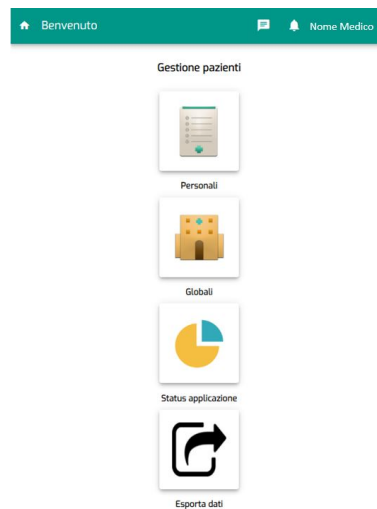 Benvenuto
Nome Medico
Gestione pazienti
Personali
Globali
Status applicazione
Esporta dati